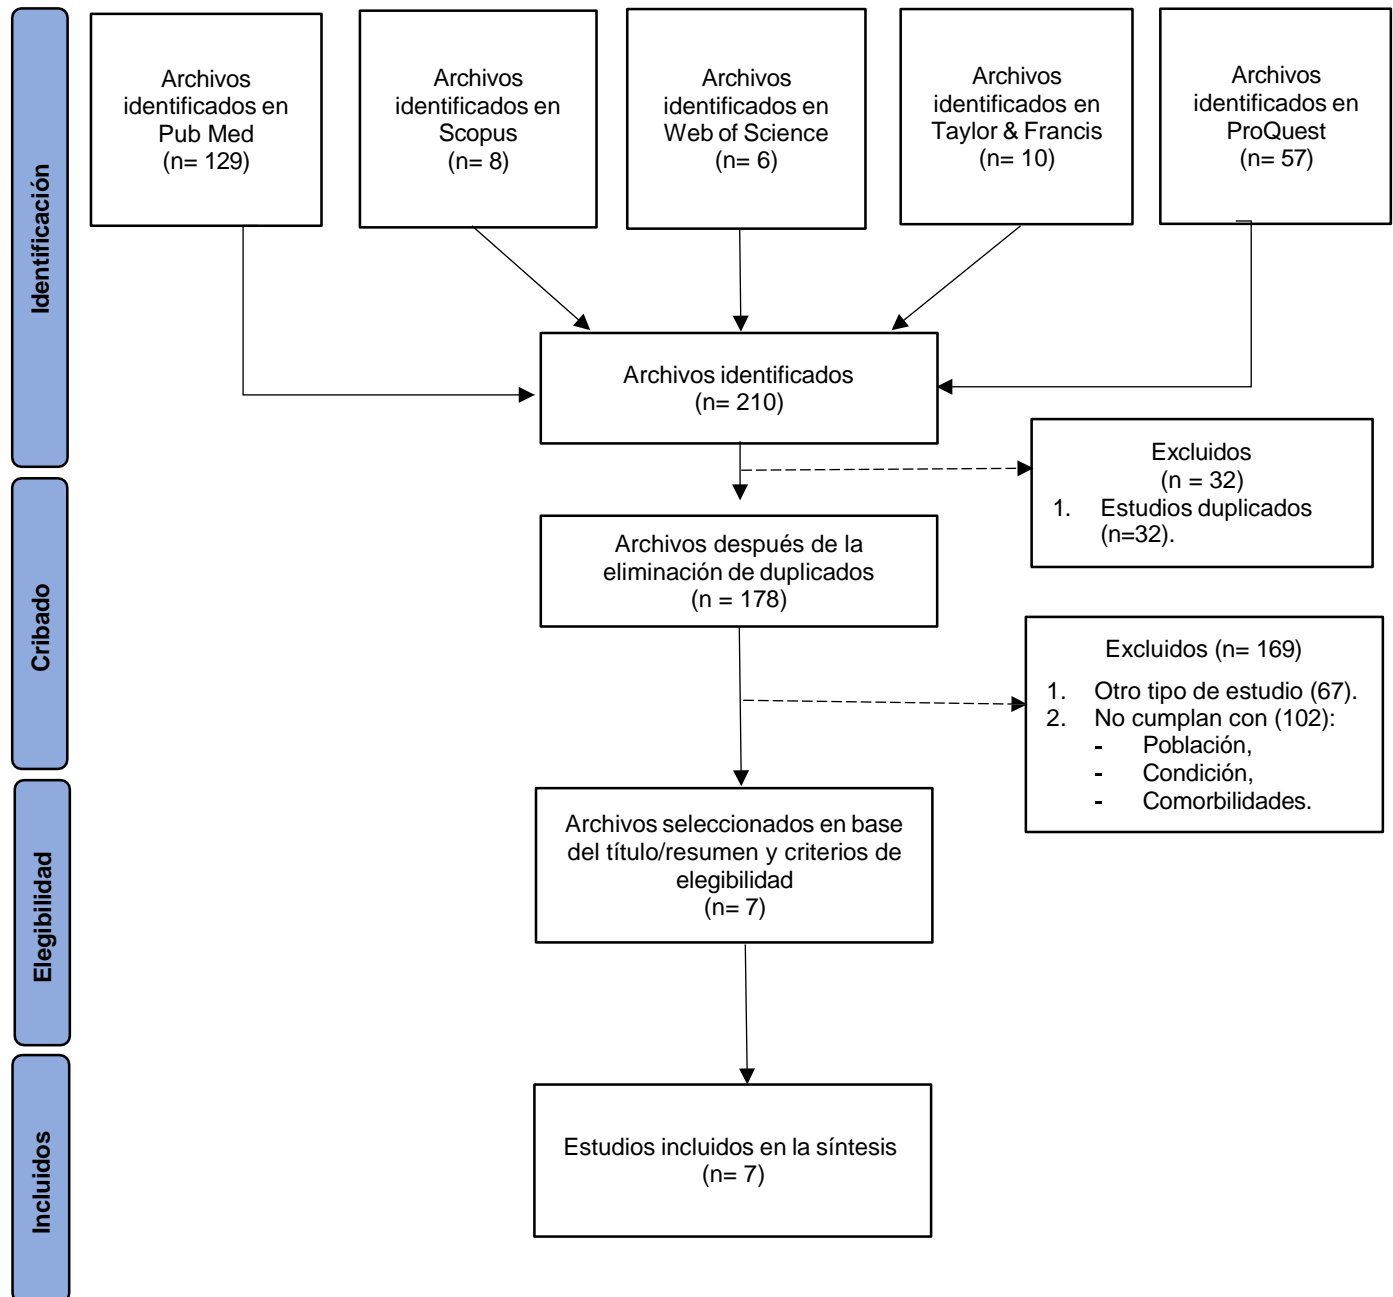 Identificación
Archivos
identificados en
Pub Med
(n= 129)
Archivos
identificados en
Scopus
(n= 8)
Archivos
identificados en
Web of Science
(n= 6)
Archivos
identificados en
Taylor & Francis
(n= 10)
Archivos
identificados en
ProQuest
(n= 57)
Archivos identificados
(n= 210)
Excluidos
(n = 32)
1. Estudios duplicados
(n=32).
Cribado
Archivos después de la
eliminación de duplicados
(n = 178)
Excluidos (n= 169)
1. Otro tipo de estudio (67).
2. No cumplan con (102):
- Población,
- Condición,
- Comorbilidades.
Elegibilidad
Archivos seleccionados en base
del título/resumen y criterios de
elegibilidad
(n= 7)
Incluidos
Estudios incluidos en la síntesis
(n= 7)